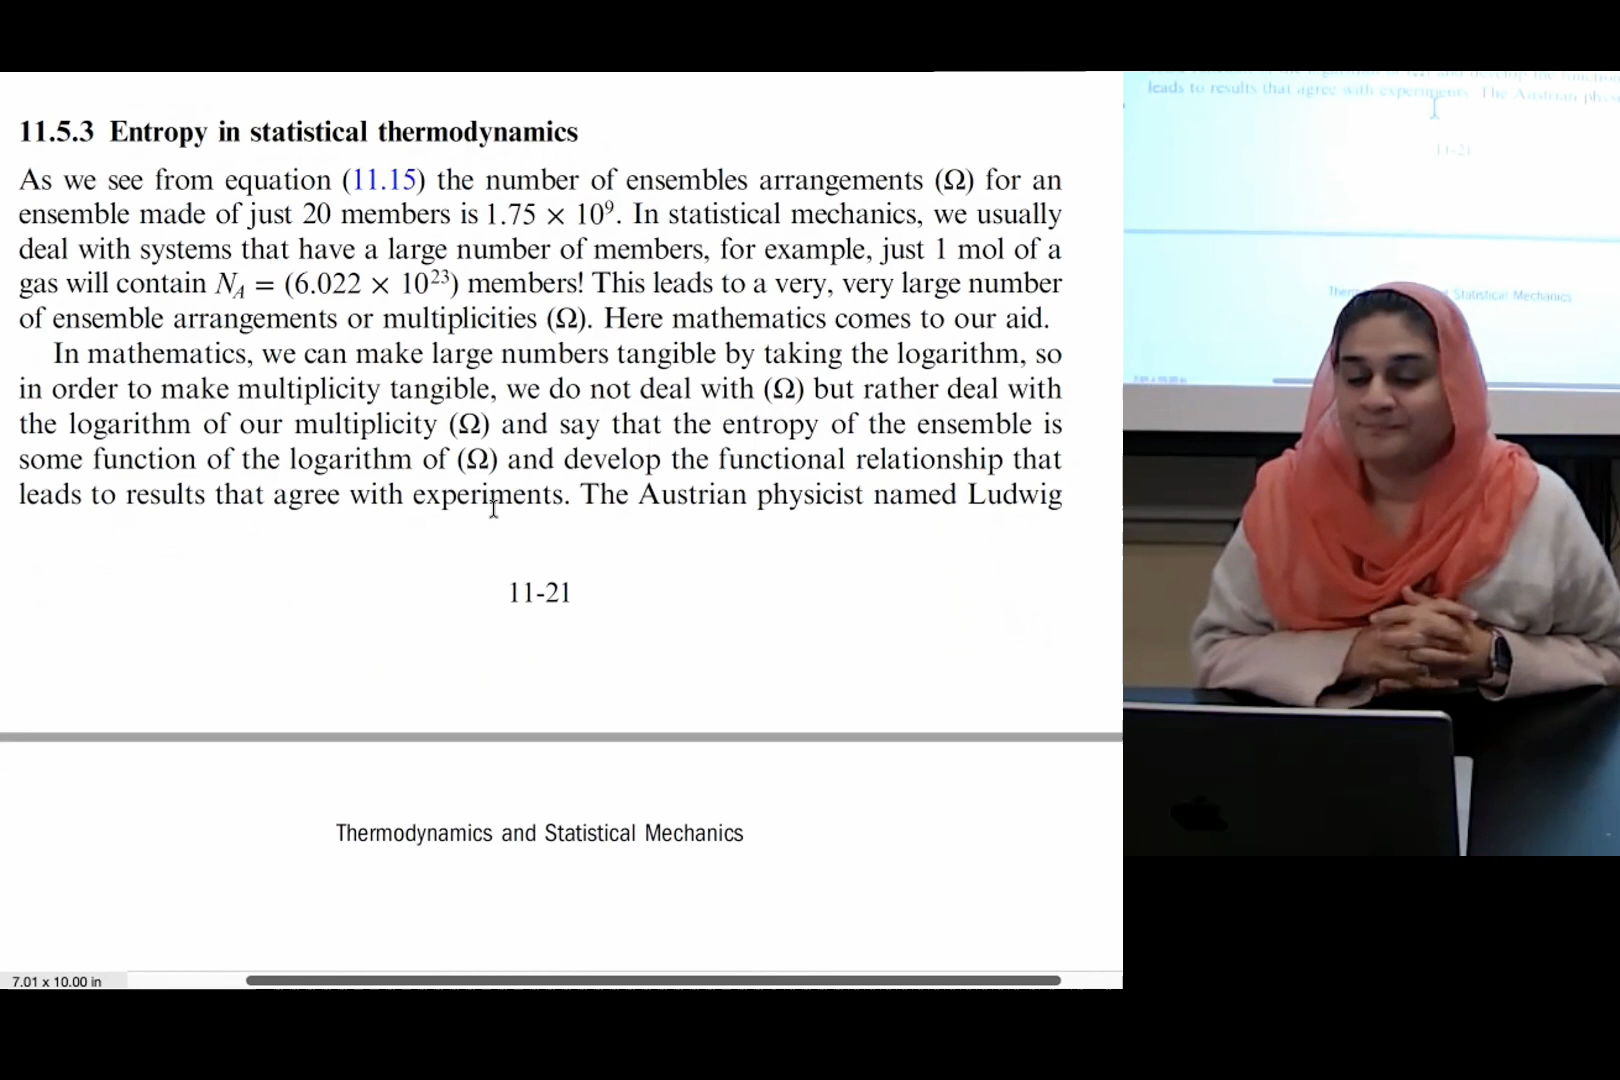 11.5.3 Entropy in statistical thermodynamics
As we see from equation (11.15) the number of ensembles arrangements (Ω) for an
ensemble made of just 20 members is 1.75 × 10⁹. In statistical mechanics, we usually
deal with systems that have a large number of members, for example, just 1 mol of a
gas will contain N_A = (6.022 × 10²³) members! This leads to a very, very large number
of ensemble arrangements or multiplicities (Ω). Here mathematics comes to our aid.
In mathematics, we can make large numbers tangible by taking the logarithm, so
in order to make multiplicity tangible, we do not deal with (Ω) but rather deal with
the logarithm of our multiplicity (Ω) and say that the entropy of the ensemble is
some function of the logarithm of (Ω) and develop the functional relationship that
leads to results that agree with experiments. The Austrian physicist named Ludwig
11-21
Thermodynamics and Statistical Mechanics
7.01 x 10.00 in
leads to results that agree with experiments. The Austrian
11-21
Statistical Mechanics